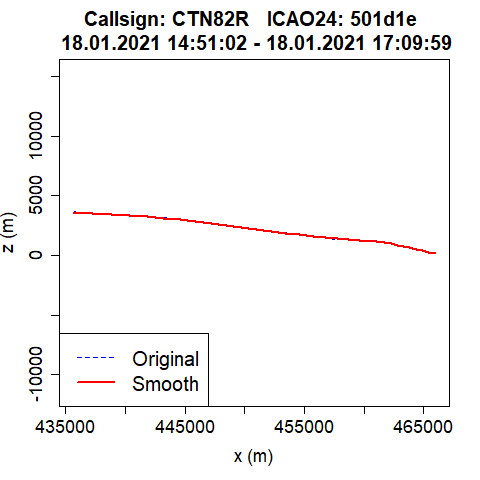 Callsign: CTN82R   ICAO24: 501d1e
18.01.2021 14:51:02 - 18.01.2021 17:09:59
10000
5000
0
-10000
z (m)
Original
Smooth
435000 445000 455000 465000
x (m)